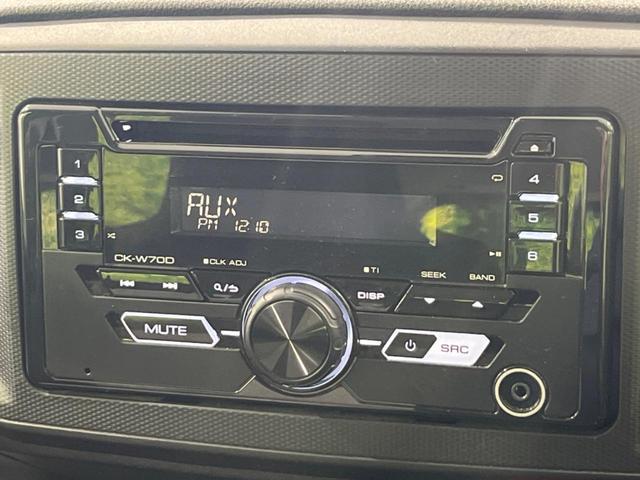 1
2
3
4
5
6
AUX
PM 12:10
CK-W70D
CLK ADJ
TI
SEEK
BAND
DISP
MUTE
SRC